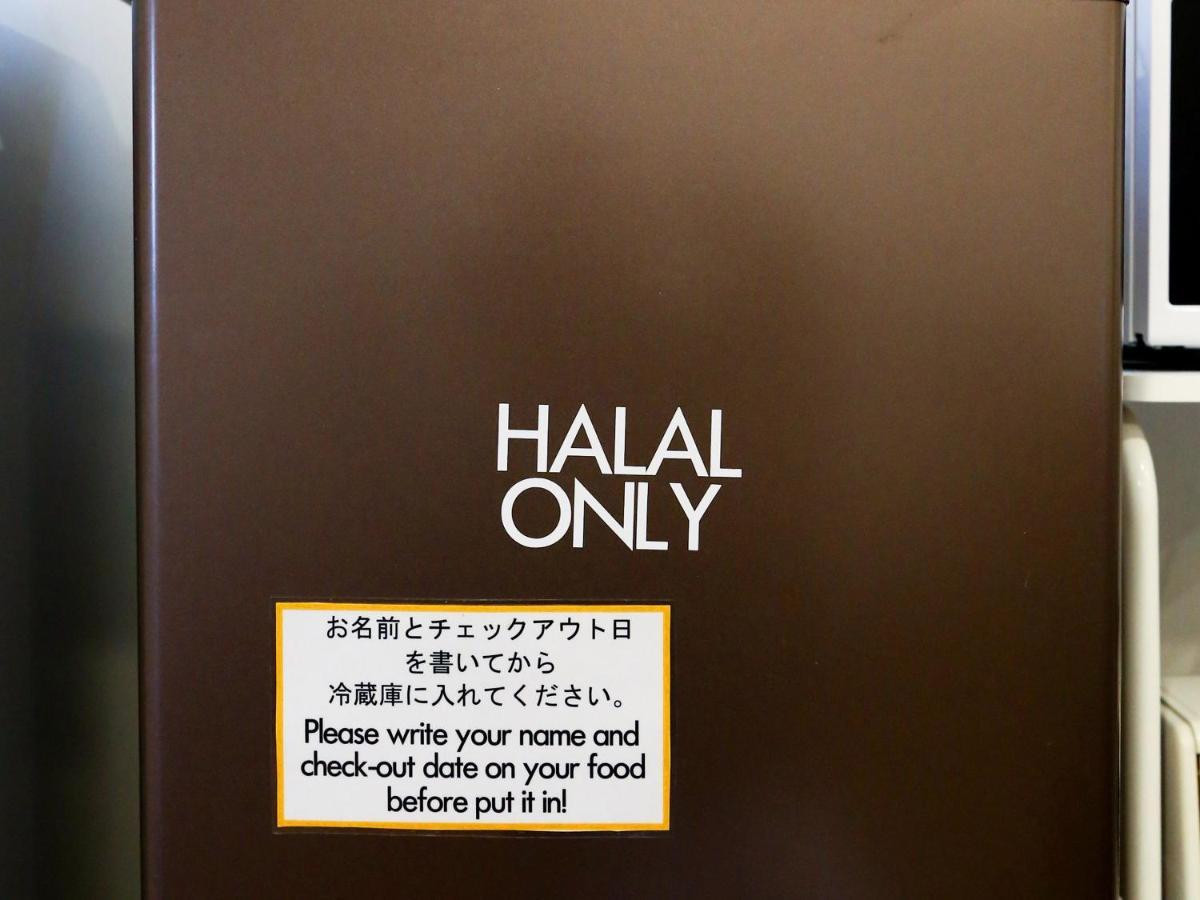 HALAL
ONLY
お名前とチェックアウト日
を書いてから
冷蔵庫に入れてください。
Please write your name and
check-out date on your food
before put it in!